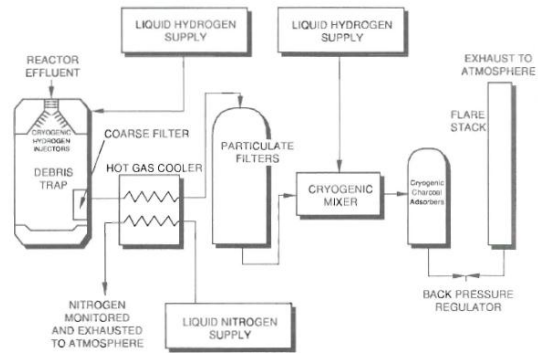 LIQUID HYDROGEN
SUPPLY
LIQUID HYDROGEN
SUPPLY
REACTOR
EFFLUENT
EXHAUST TO
ATMOSPHERE
FLARE
STACK
CRYOGENIC
HYDROGEN
INJECTORS
COARSE FILTER
DEBRIS
TRAP
HOT GAS COOLER
PARTICULATE
FILTERS
CRYOGENIC
MIXER
Cryogenic
Charcoal
Adsorbers
BACK PRESSURE
REGULATOR
NITROGEN
MONITORED
AND EXHAUSTED
TO ATMOSPHERE
LIQUID NITROGEN
SUPPLY